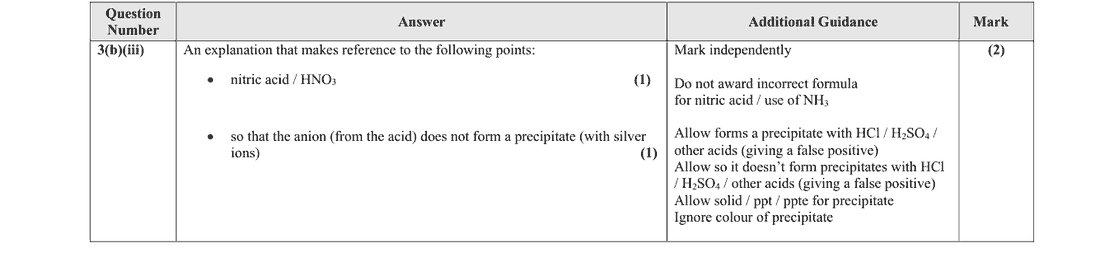 Question Number
Answer
Additional Guidance
Mark
3(b)(iii)
An explanation that makes reference to the following points:
• nitric acid / HNO₃ (1)
• so that the anion (from the acid) does not form a precipitate (with silver
ions) (1)
Mark independently
Do not award incorrect formula
for nitric acid / use of NH₃
Allow forms a precipitate with HCl / H₂SO₄ /
other acids (giving a false positive)
Allow so it doesn’t form precipitates with HCl
/ H₂SO₄ / other acids (giving a false positive)
Allow solid / ppt / ppte for precipitate
Ignore colour of precipitate
(2)